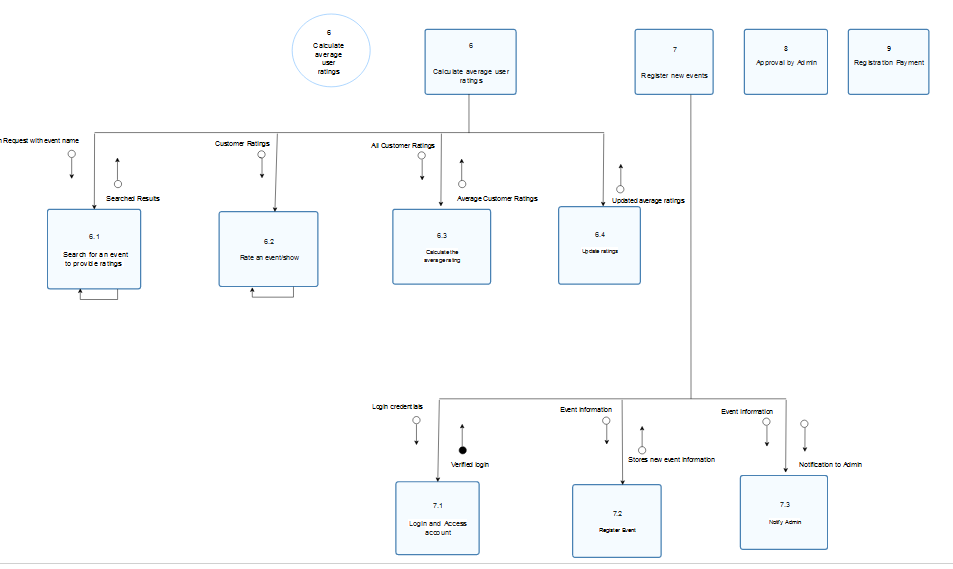 6
Calculate
average
user
ratings
6
Calculate average user
ratings
7
Register new events
8
Approval by Admin
9
Registration Payment
Request with event name
Searched Results
Customer Ratings
All Customer Ratings
Average Customer Ratings
Updated average ratings
6.1
Search for an event
to provide ratings
6.2
Rate an event/show
6.3
Calculate the
average rating
6.4
Update ratings
Login credentials
Verified login
Event Information
Stores new event information
Event Information
Notification to Admin
7.1
Login and Access
account
7.2
Register Event
7.3
Notify Admin